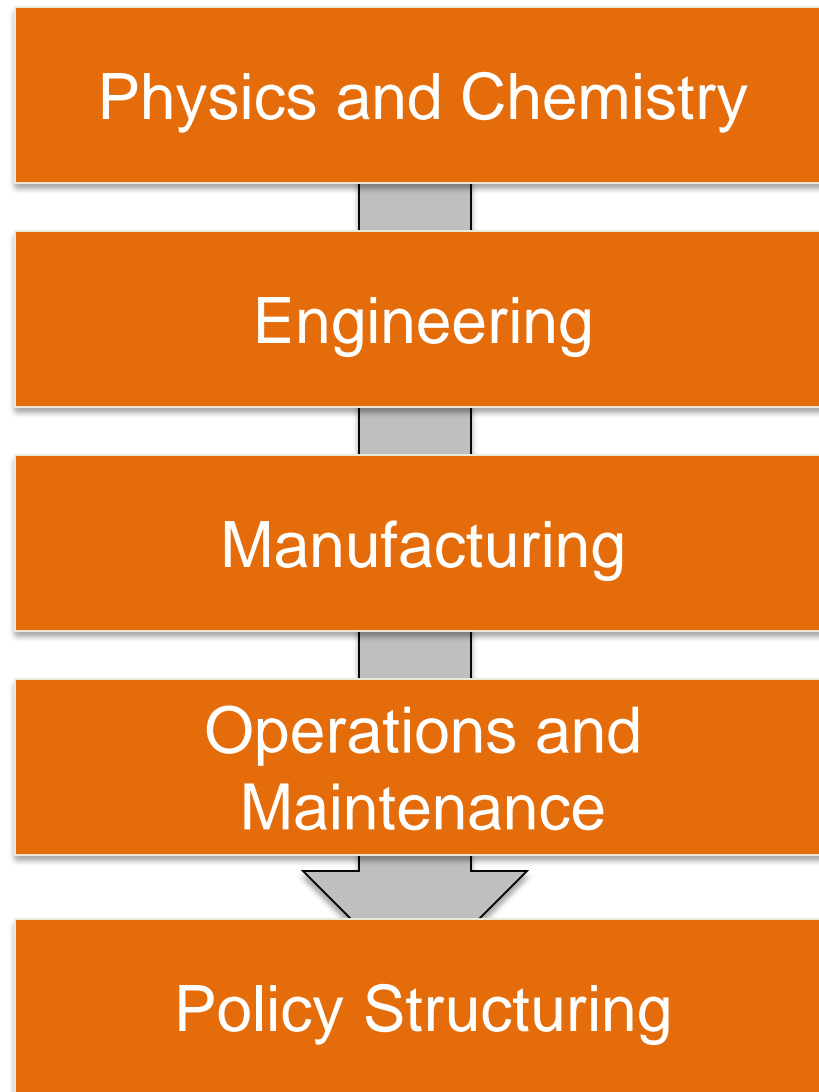 Physics and Chemistry
Engineering
Manufacturing
Operations and
Maintenance
Policy Structuring